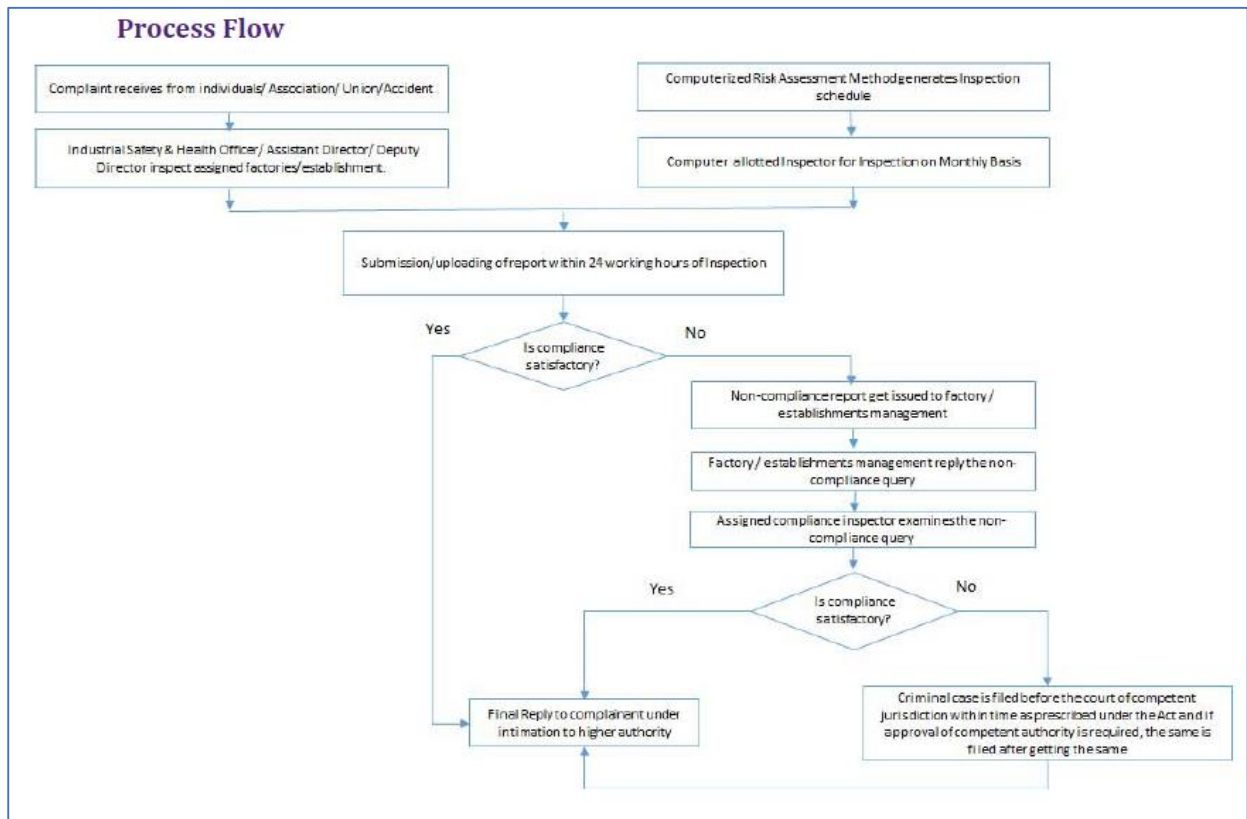 Process Flow
Complaint receives from individuals/ Association/ Union/Accident
Industrial Safety & Health Officer/ Assistant Director/ Deputy
Director inspect assigned factories/establishment.
Computerized Risk Assessment Method generates Inspection
schedule
Computer allotted Inspector for Inspection on Monthly Basis
Submission/uploading of report within 24 working hours of Inspection
Is compliance
satisfactory?
Yes
No
Non-compliance report get issued to factory /
establishments management
Factory / establishments management reply the non-
compliance query
Assigned compliance inspector examines the non-
compliance query
Is compliance
satisfactory?
Yes
No
Final Reply to complainant under
intimation to higher authority
Criminal case is filed before the court of competent
jurisdiction within time as prescribed under the Act and if
approval of competent authority is required, the same is
filed after getting the same